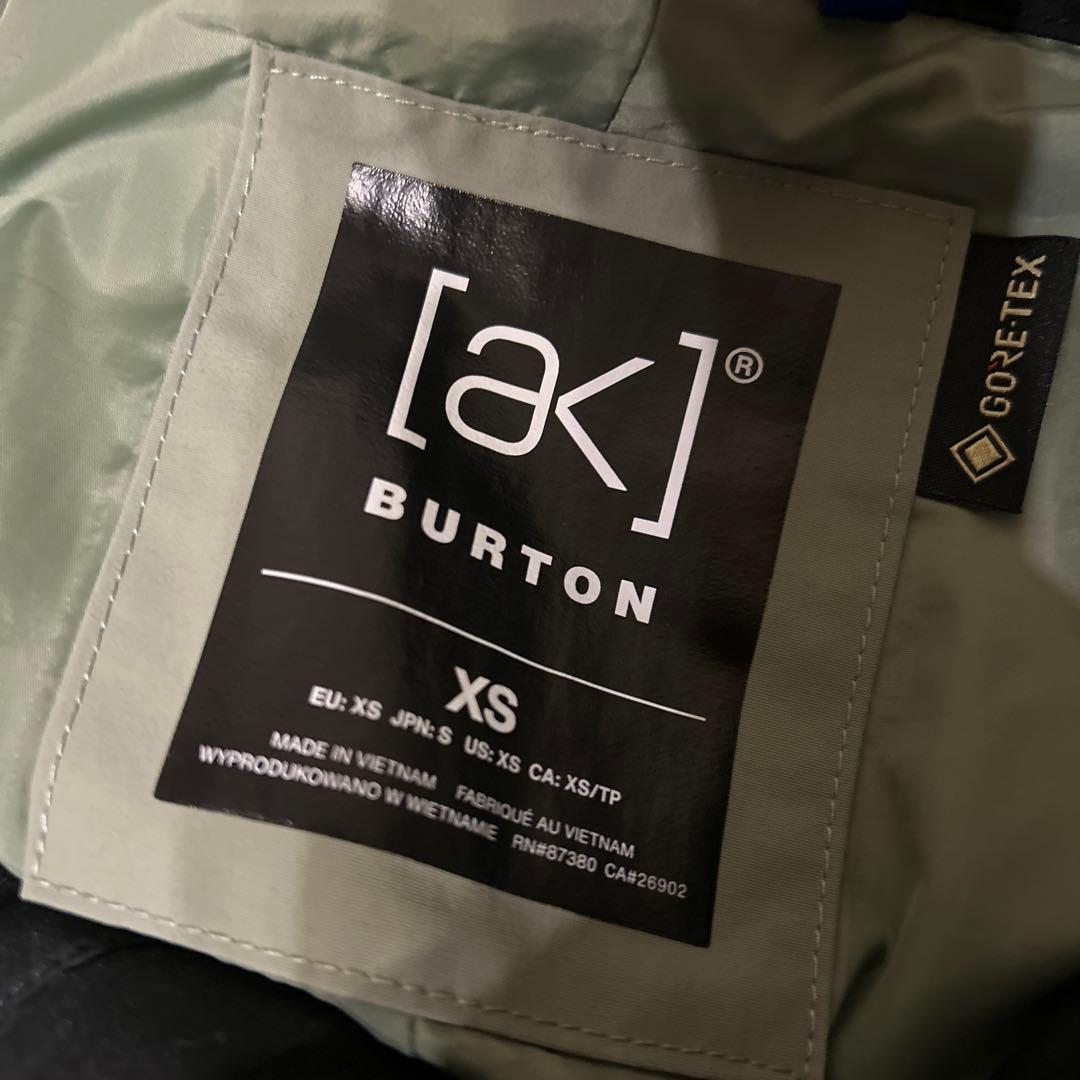 [ak]®
BURTON
XS
EU: XS JPN: S US: XS CA: XS/TP
MADE IN VIETNAM FABRIQUÉ AU VIETNAM
WYPRODUKOWANO W WIETNAMIE RN#87380 CA#26902
GORE-TEX